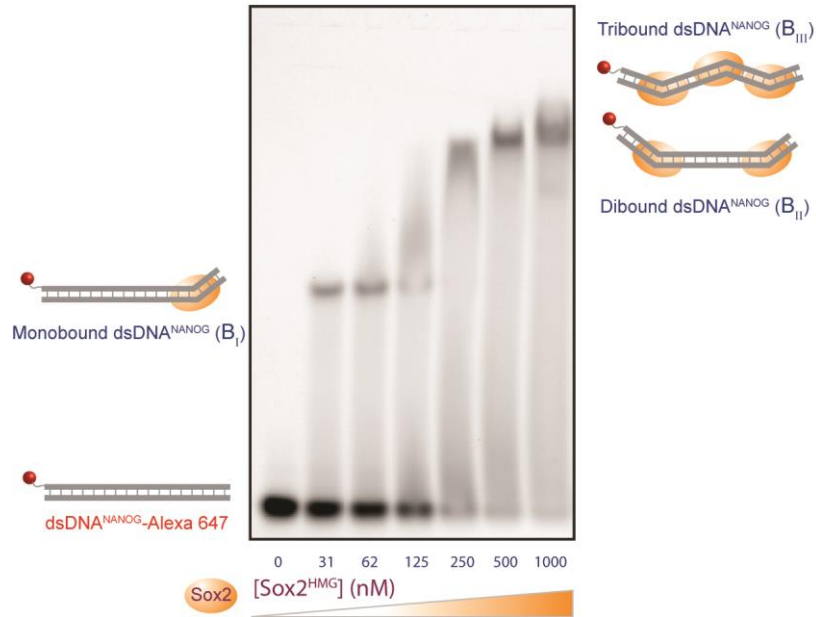 Tribound dsDNA^NANOG (B_III)
Dibound dsDNA^NANOG (B_II)
Monobound dsDNA^NANOG (B_I)
dsDNA^NANOG-Alexa 647
0 31 62 125 250 500 1000
Sox2 [Sox2^HMG] (nM)